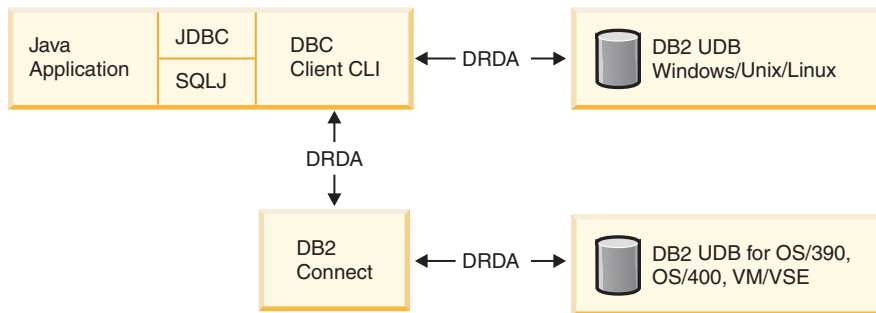 Java
Application
JDBC
SQLJ
DBC
Client CLI
DRDA
DB2 UDB
Windows/Unix/Linux
DRDA
DB2
Connect
DRDA
DB2 UDB for OS/390,
OS/400, VM/VSE